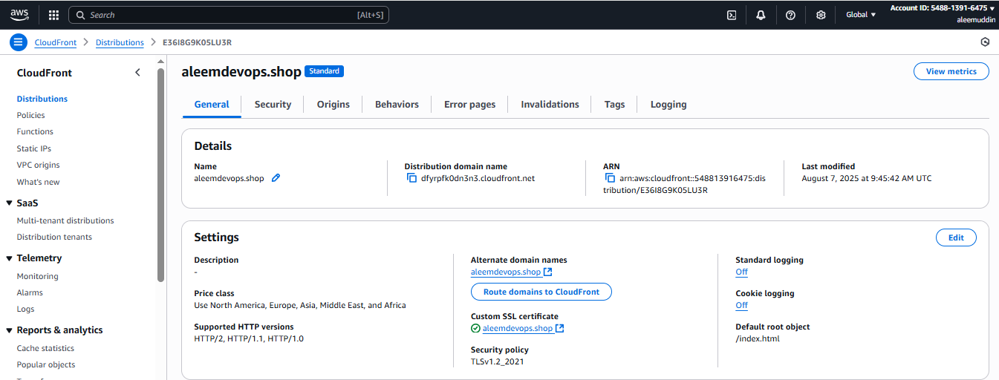 aws
Search [Alt+S]
Global
Account ID: 5488-1391-6475
aleemuddin
CloudFront > Distributions > E36I8G9K05LU3R
CloudFront
Distributions
Policies
Functions
Static IPs
VPC origins
What's new
SaaS
Multi-tenant distributions
Distribution tenants
Telemetry
Monitoring
Alarms
Logs
Reports & analytics
Cache statistics
Popular objects
aleemdevops.shop Standard
View metrics
General Security Origins Behaviors Error pages Invalidations Tags Logging
Details
Name
aleemdevops.shop
Distribution domain name
dfyrpfk0dn3n3.cloudfront.net
ARN
arn:aws:cloudfront::548813916475:dis
tribution/E36I8G9K05LU3R
Last modified
August 7, 2025 at 9:45:42 AM UTC
Settings
Edit
Description
-
Price class
Use North America, Europe, Asia, Middle East, and Africa
Supported HTTP versions
HTTP/2, HTTP/1.1, HTTP/1.0
Alternate domain names
aleemdevops.shop
Route domains to CloudFront
Custom SSL certificate
aleemdevops.shop
Security policy
TLSv1.2_2021
Standard logging
Off
Cookie logging
Off
Default root object
/index.html